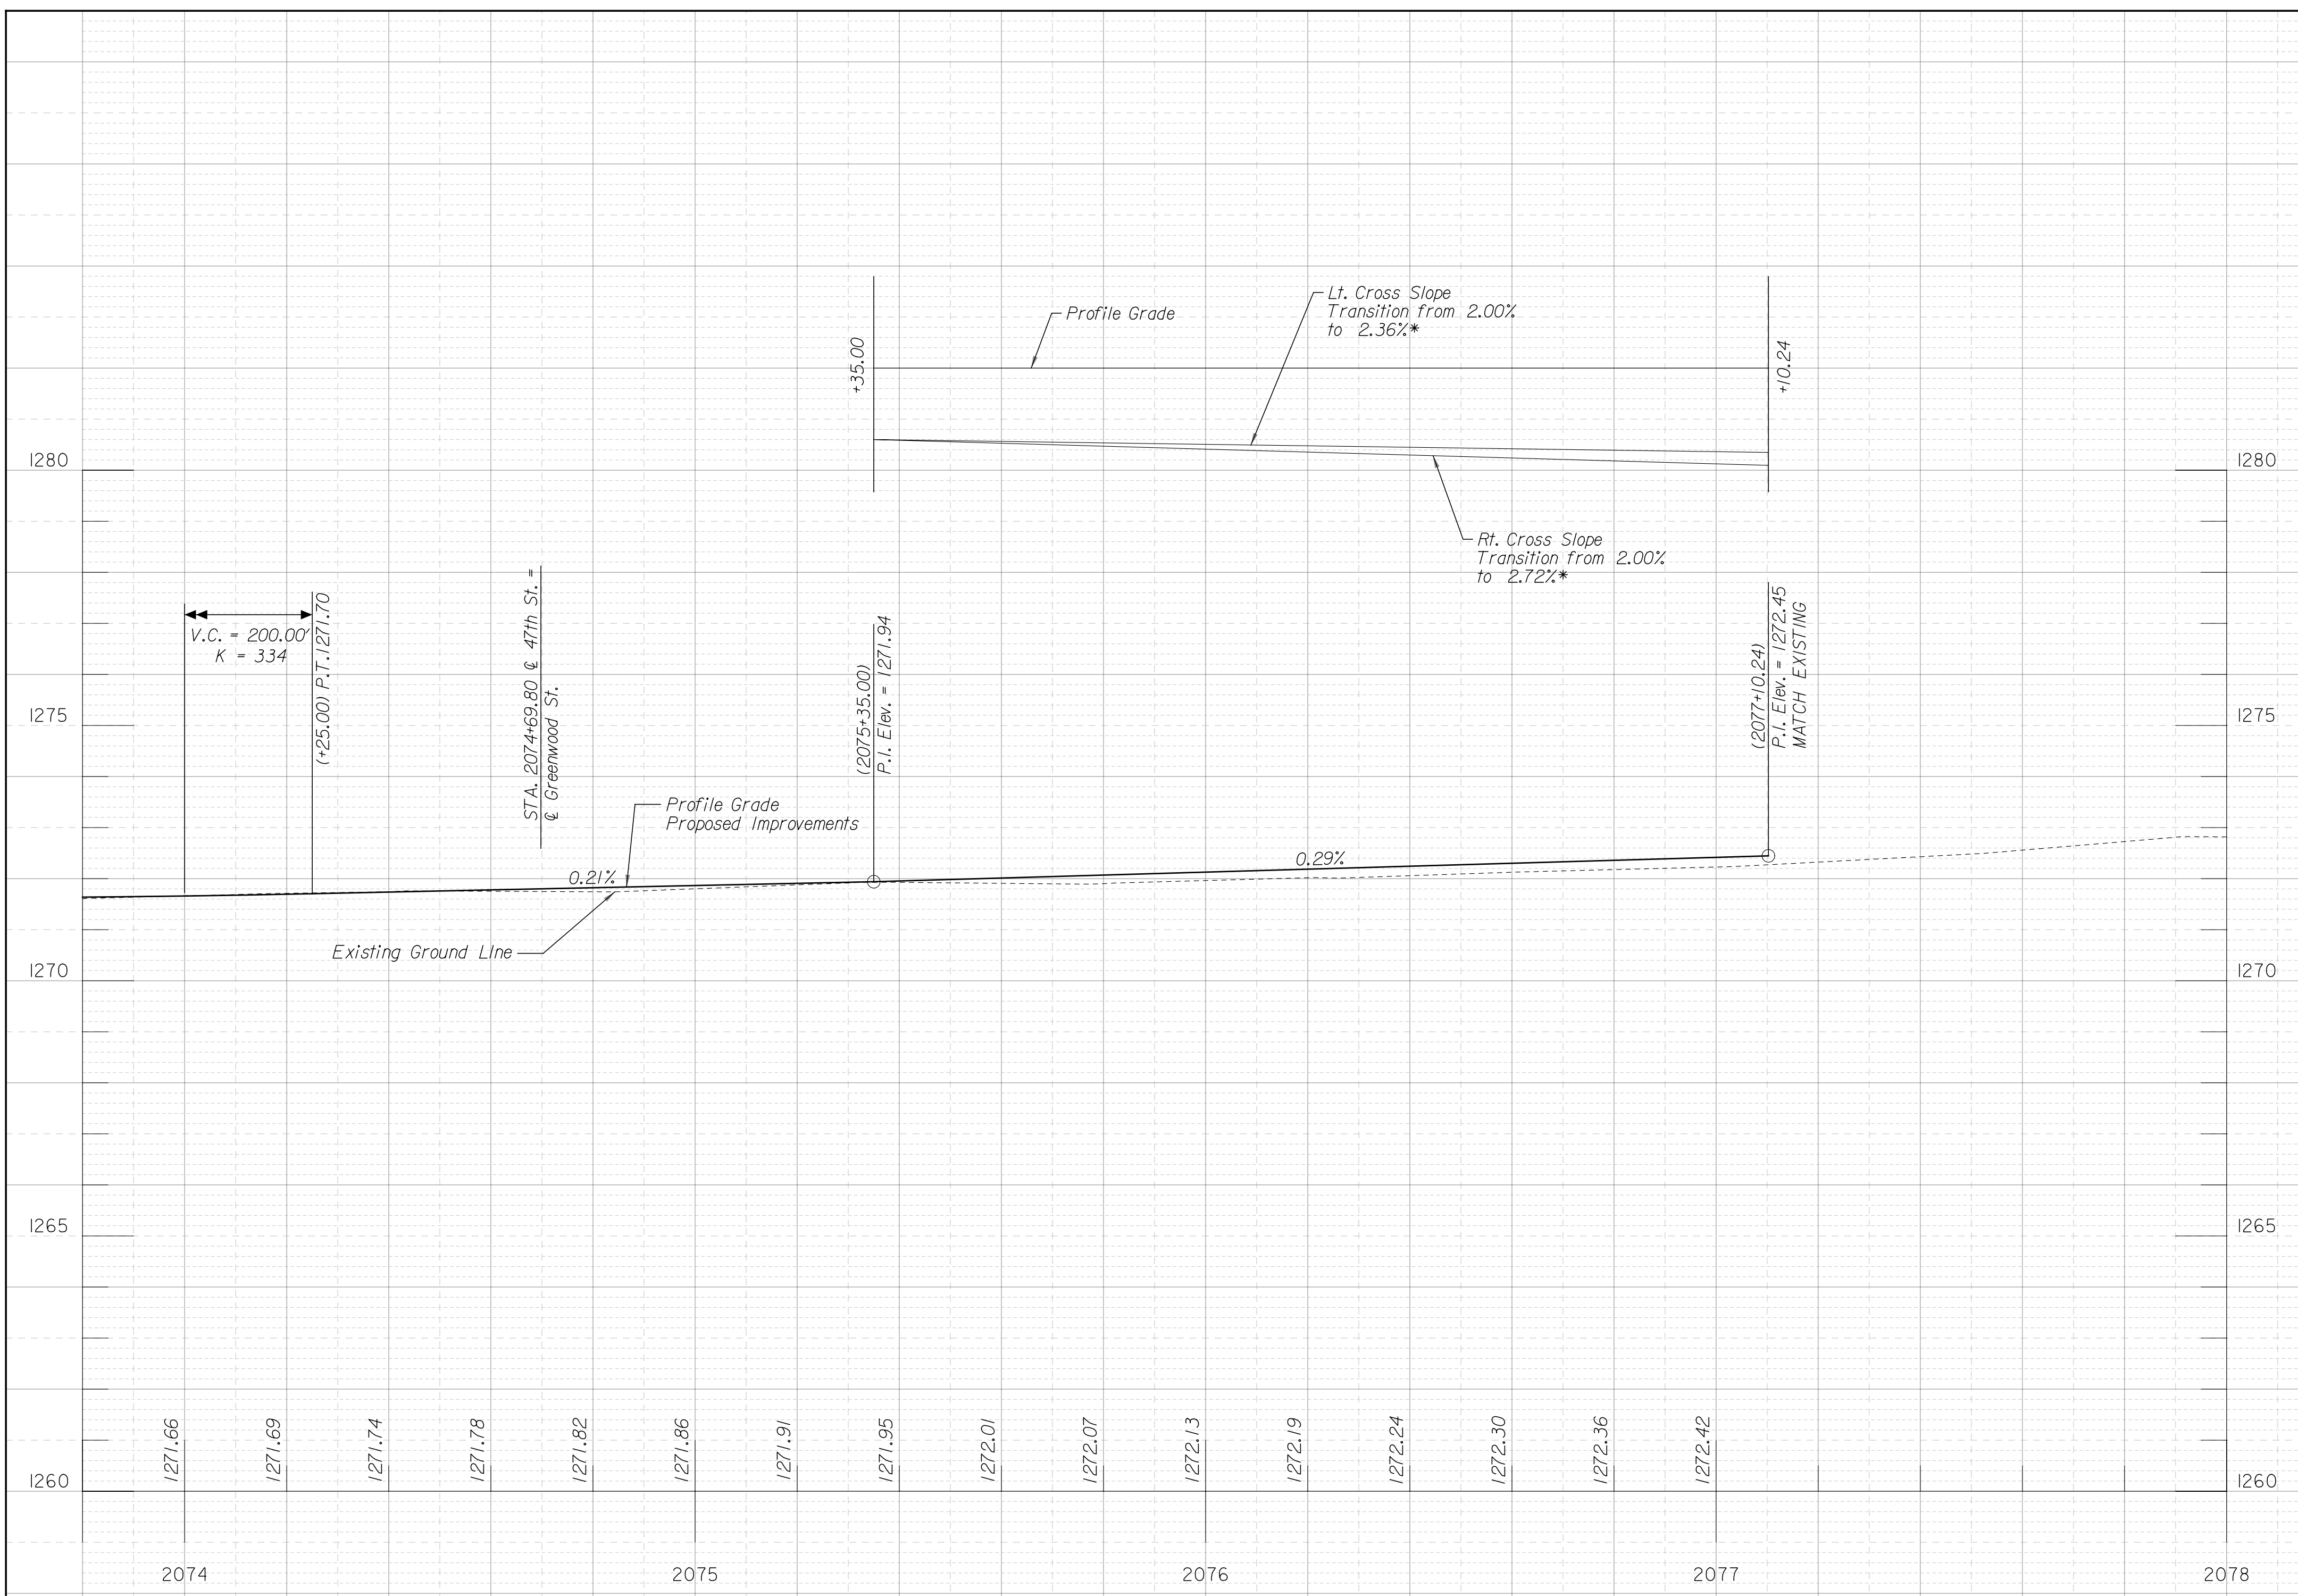 Lt. Cross Slope
Transition from 2.00%
to 2.36%*
Profile Grade
+35.00
+10.24
1280
1280
Rt. Cross Slope
Transition from 2.00%
to 2.72%*
V.C. = 200.00'
K = 334
(+25.00) P.T. 1271.70
STA. 2074+69.80 ℄ 47th St. =
℄ Greenwood St.
(2075+35.00)
P.I. Elev. = 1271.94
(2077+10.24)
P.I. Elev. = 1272.45
MATCH EXISTING
1275
1275
Profile Grade
Proposed Improvements
0.21%
0.29%
Existing Ground LIne
1270
1270
1265
1265
1271.66
1271.69
1271.74
1271.78
1271.82
1271.86
1271.91
1271.95
1272.01
1272.07
1272.13
1272.19
1272.24
1272.30
1272.36
1272.42
1260
1260
2074
2075
2076
2077
2078